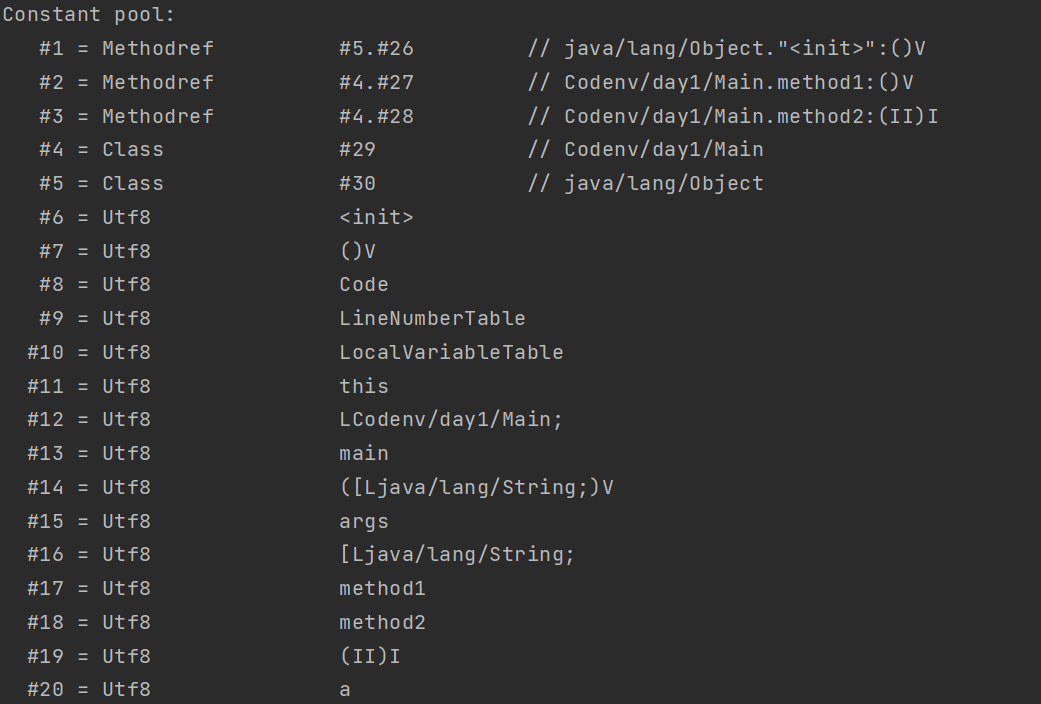 Constant pool:
   #1 = Methodref          #5.#26         // java/lang/Object."<init>":()V
   #2 = Methodref          #4.#27         // Codenv/day1/Main.method1:()V
   #3 = Methodref          #4.#28         // Codenv/day1/Main.method2:(II)I
   #4 = Class              #29            // Codenv/day1/Main
   #5 = Class              #30            // java/lang/Object
   #6 = Utf8               <init>
   #7 = Utf8               ()V
   #8 = Utf8               Code
   #9 = Utf8               LineNumberTable
  #10 = Utf8               LocalVariableTable
  #11 = Utf8               this
  #12 = Utf8               LCodenv/day1/Main;
  #13 = Utf8               main
  #14 = Utf8               ([Ljava/lang/String;)V
  #15 = Utf8               args
  #16 = Utf8               [Ljava/lang/String;
  #17 = Utf8               method1
  #18 = Utf8               method2
  #19 = Utf8               (II)I
  #20 = Utf8               a